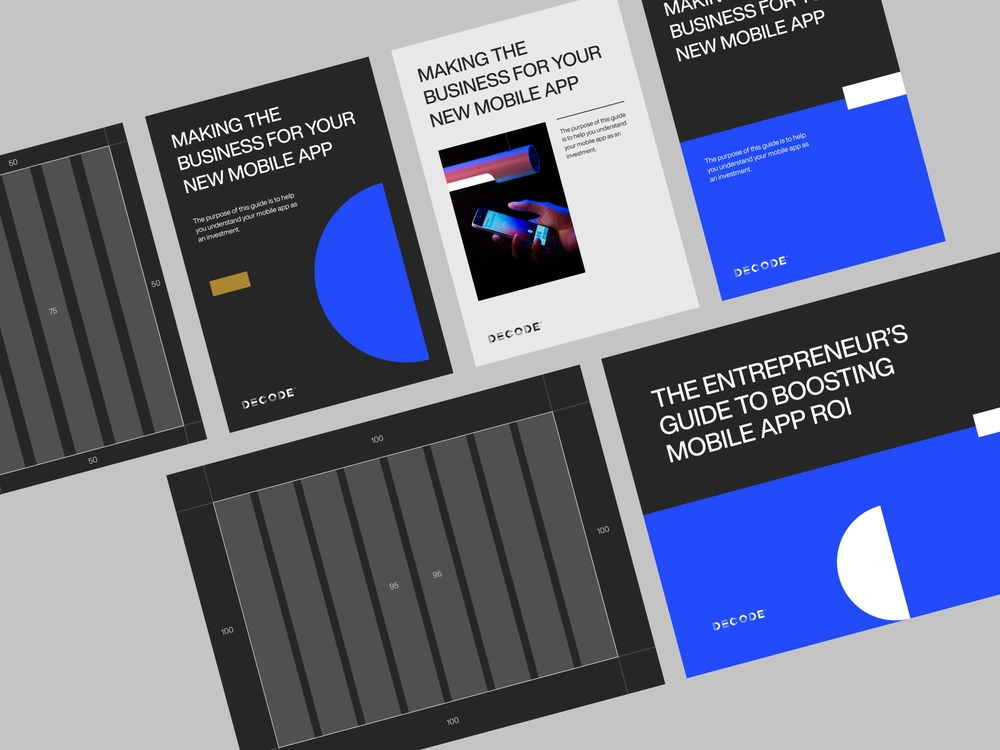 50
75
50
50
MAKING THE
BUSINESS FOR YOUR
NEW MOBILE APP
The purpose of this guide is to help
you understand your mobile app as
an investment.
DECODE
MAKING THE
BUSINESS FOR YOUR
NEW MOBILE APP
The purpose of this guide
is to help you understand
your mobile app as an
investment.
DECODE
MAKING THE
BUSINESS FOR YOUR
NEW MOBILE APP
The purpose of this guide is to help
you understand your mobile app as
an investment.
DECODE
100
95
95
100
100
100
THE ENTREPRENEUR'S
GUIDE TO BOOSTING
MOBILE APP ROI
DECODE